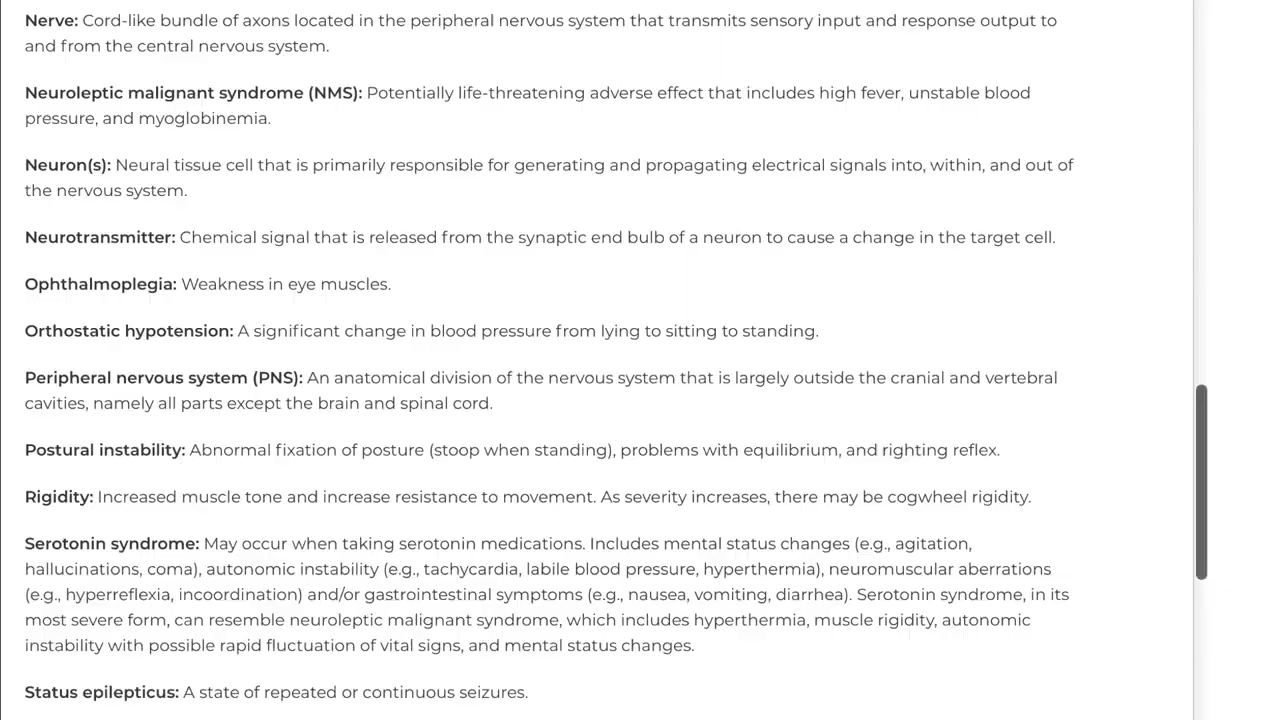 Nerve: Cord-like bundle of axons located in the peripheral nervous system that transmits sensory input and response output to
and from the central nervous system.
Neuroleptic malignant syndrome (NMS): Potentially life-threatening adverse effect that includes high fever, unstable blood
pressure, and myoglobinemia.
Neuron(s): Neural tissue cell that is primarily responsible for generating and propagating electrical signals into, within, and out of
the nervous system.
Neurotransmitter: Chemical signal that is released from the synaptic end bulb of a neuron to cause a change in the target cell.
Ophthalmoplegia: Weakness in eye muscles.
Orthostatic hypotension: A significant change in blood pressure from lying to sitting to standing.
Peripheral nervous system (PNS): An anatomical division of the nervous system that is largely outside the cranial and vertebral
cavities, namely all parts except the brain and spinal cord.
Postural instability: Abnormal fixation of posture (stoop when standing), problems with equilibrium, and righting reflex.
Rigidity: Increased muscle tone and increase resistance to movement. As severity increases, there may be cogwheel rigidity.
Serotonin syndrome: May occur when taking serotonin medications. Includes mental status changes (e.g., agitation,
hallucinations, coma), autonomic instability (e.g., tachycardia, labile blood pressure, hyperthermia), neuromuscular aberrations
(e.g., hyperreflexia, incoordination) and/or gastrointestinal symptoms (e.g., nausea, vomiting, diarrhea). Serotonin syndrome, in its
most severe form, can resemble neuroleptic malignant syndrome, which includes hyperthermia, muscle rigidity, autonomic
instability with possible rapid fluctuation of vital signs, and mental status changes.
Status epilepticus: A state of repeated or continuous seizures.